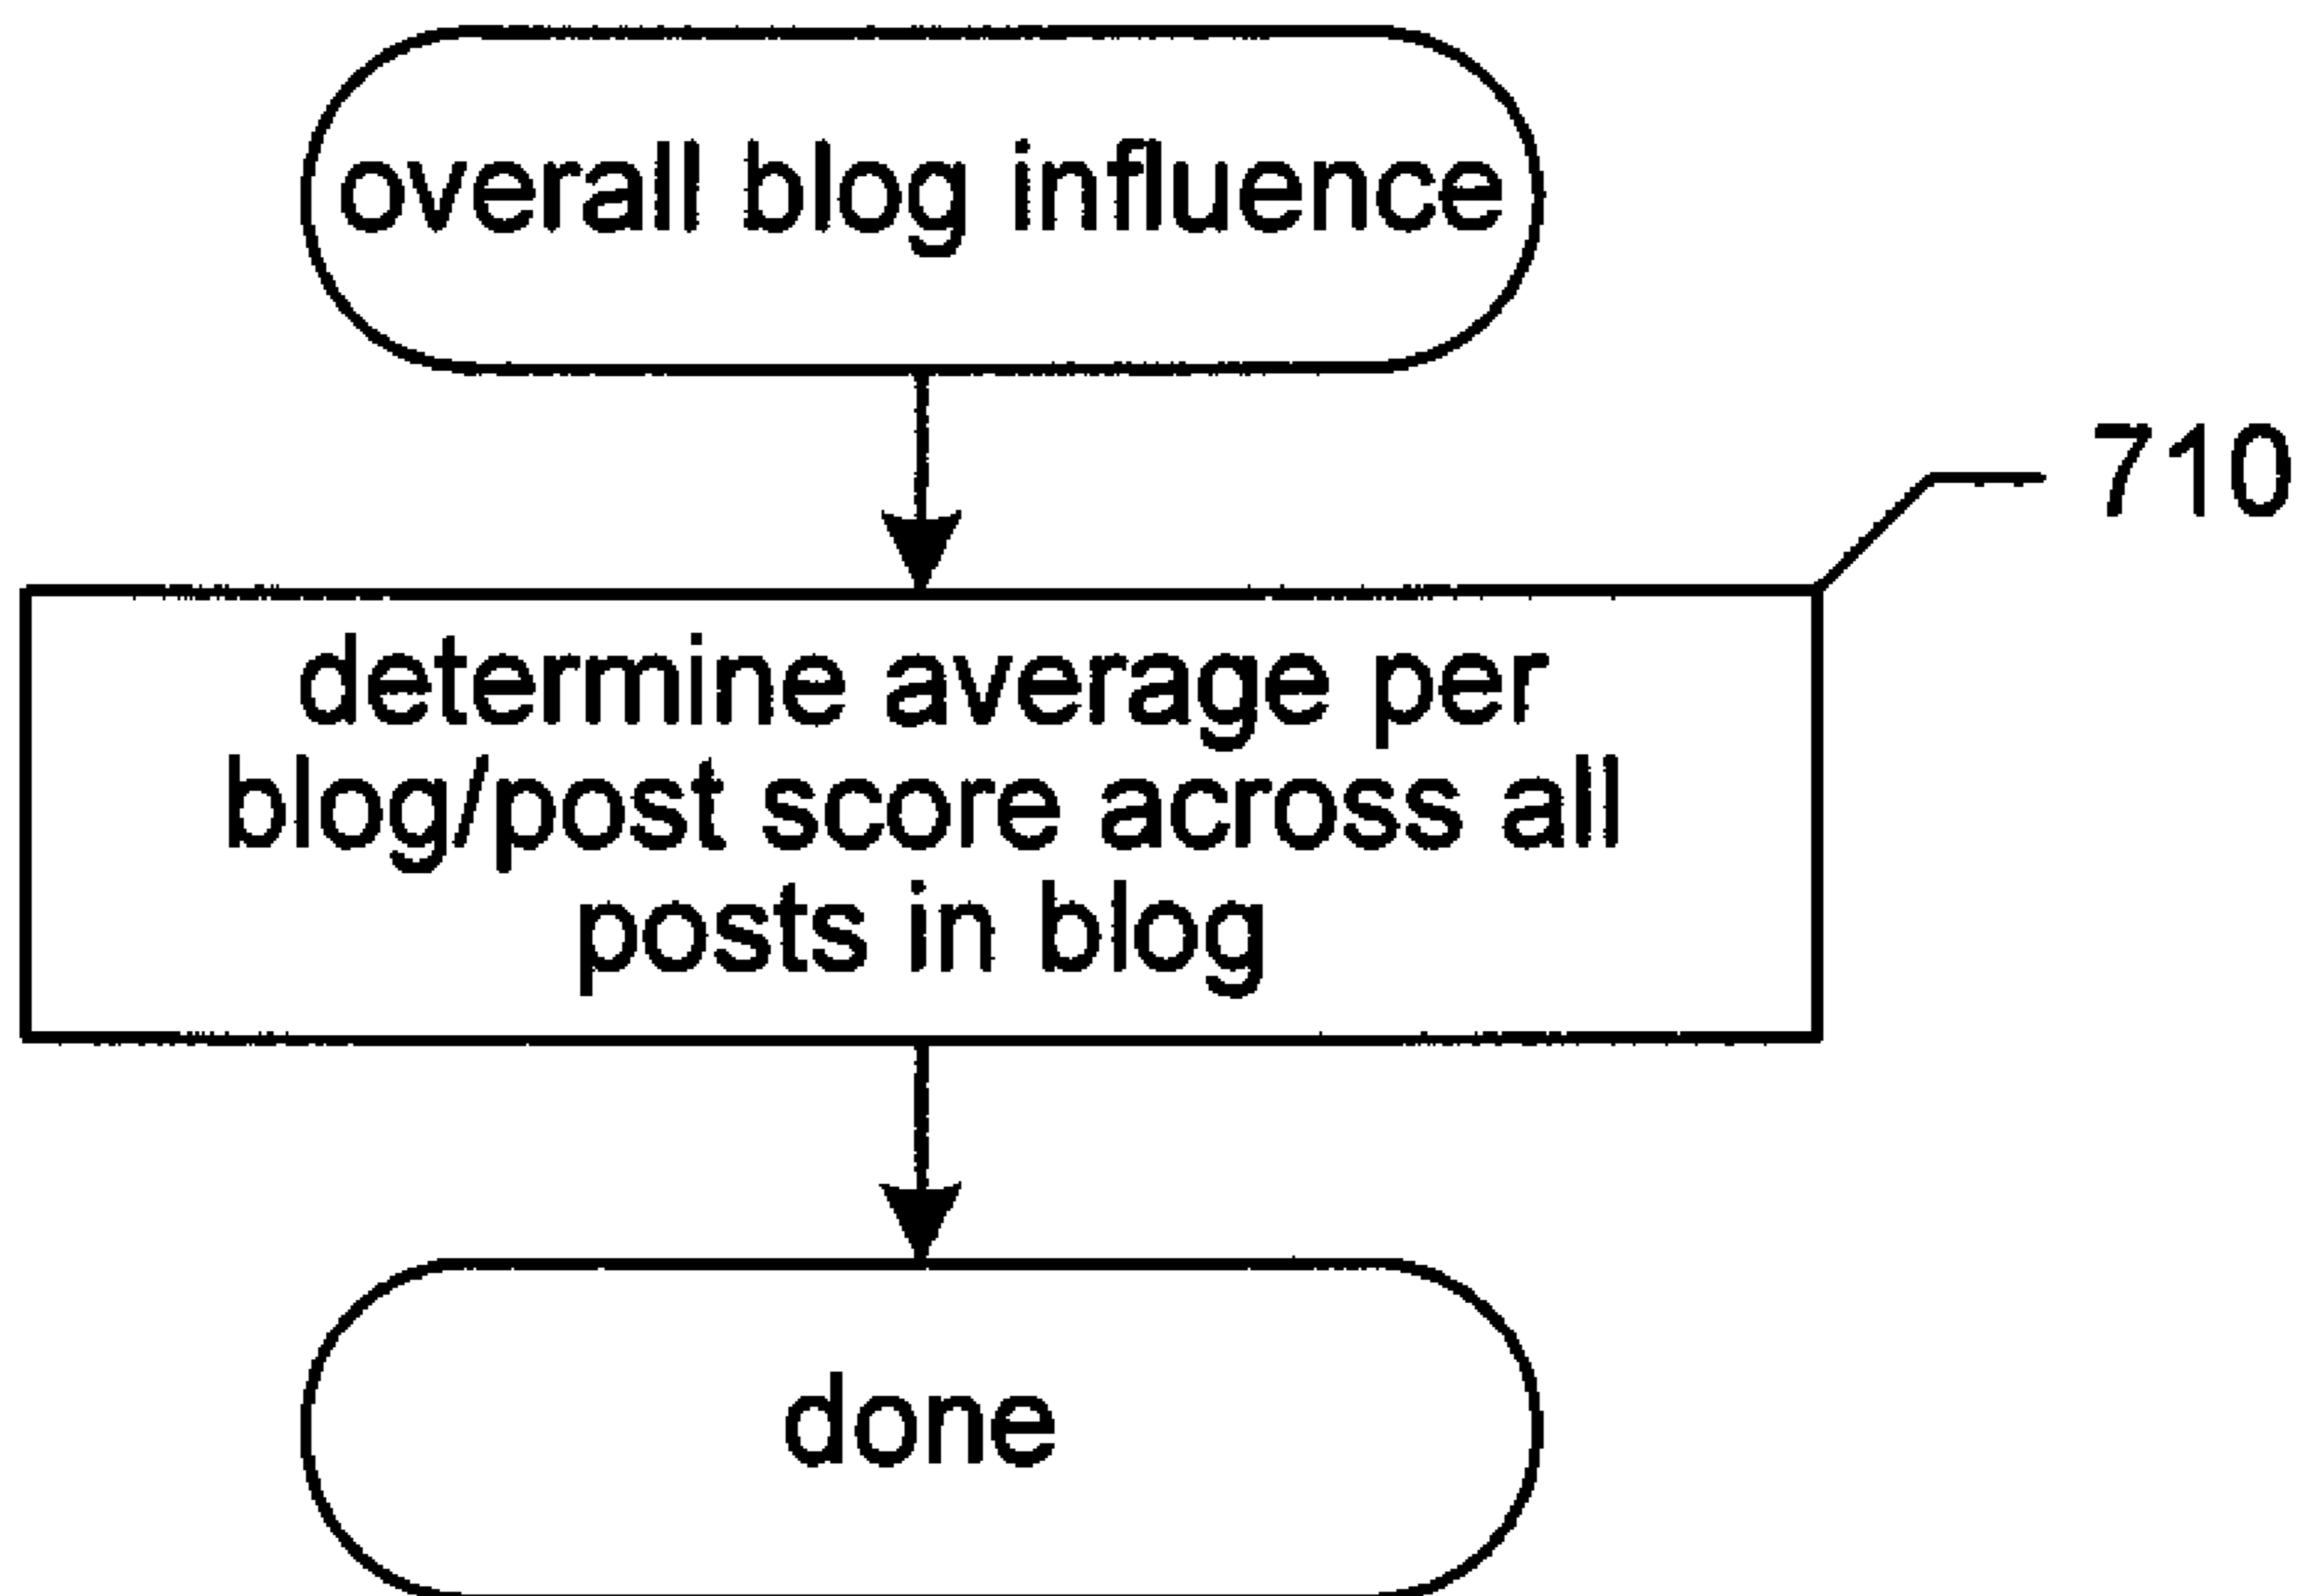 overall blog influence
710
determine average per
blog/post score across all
posts in blog
done